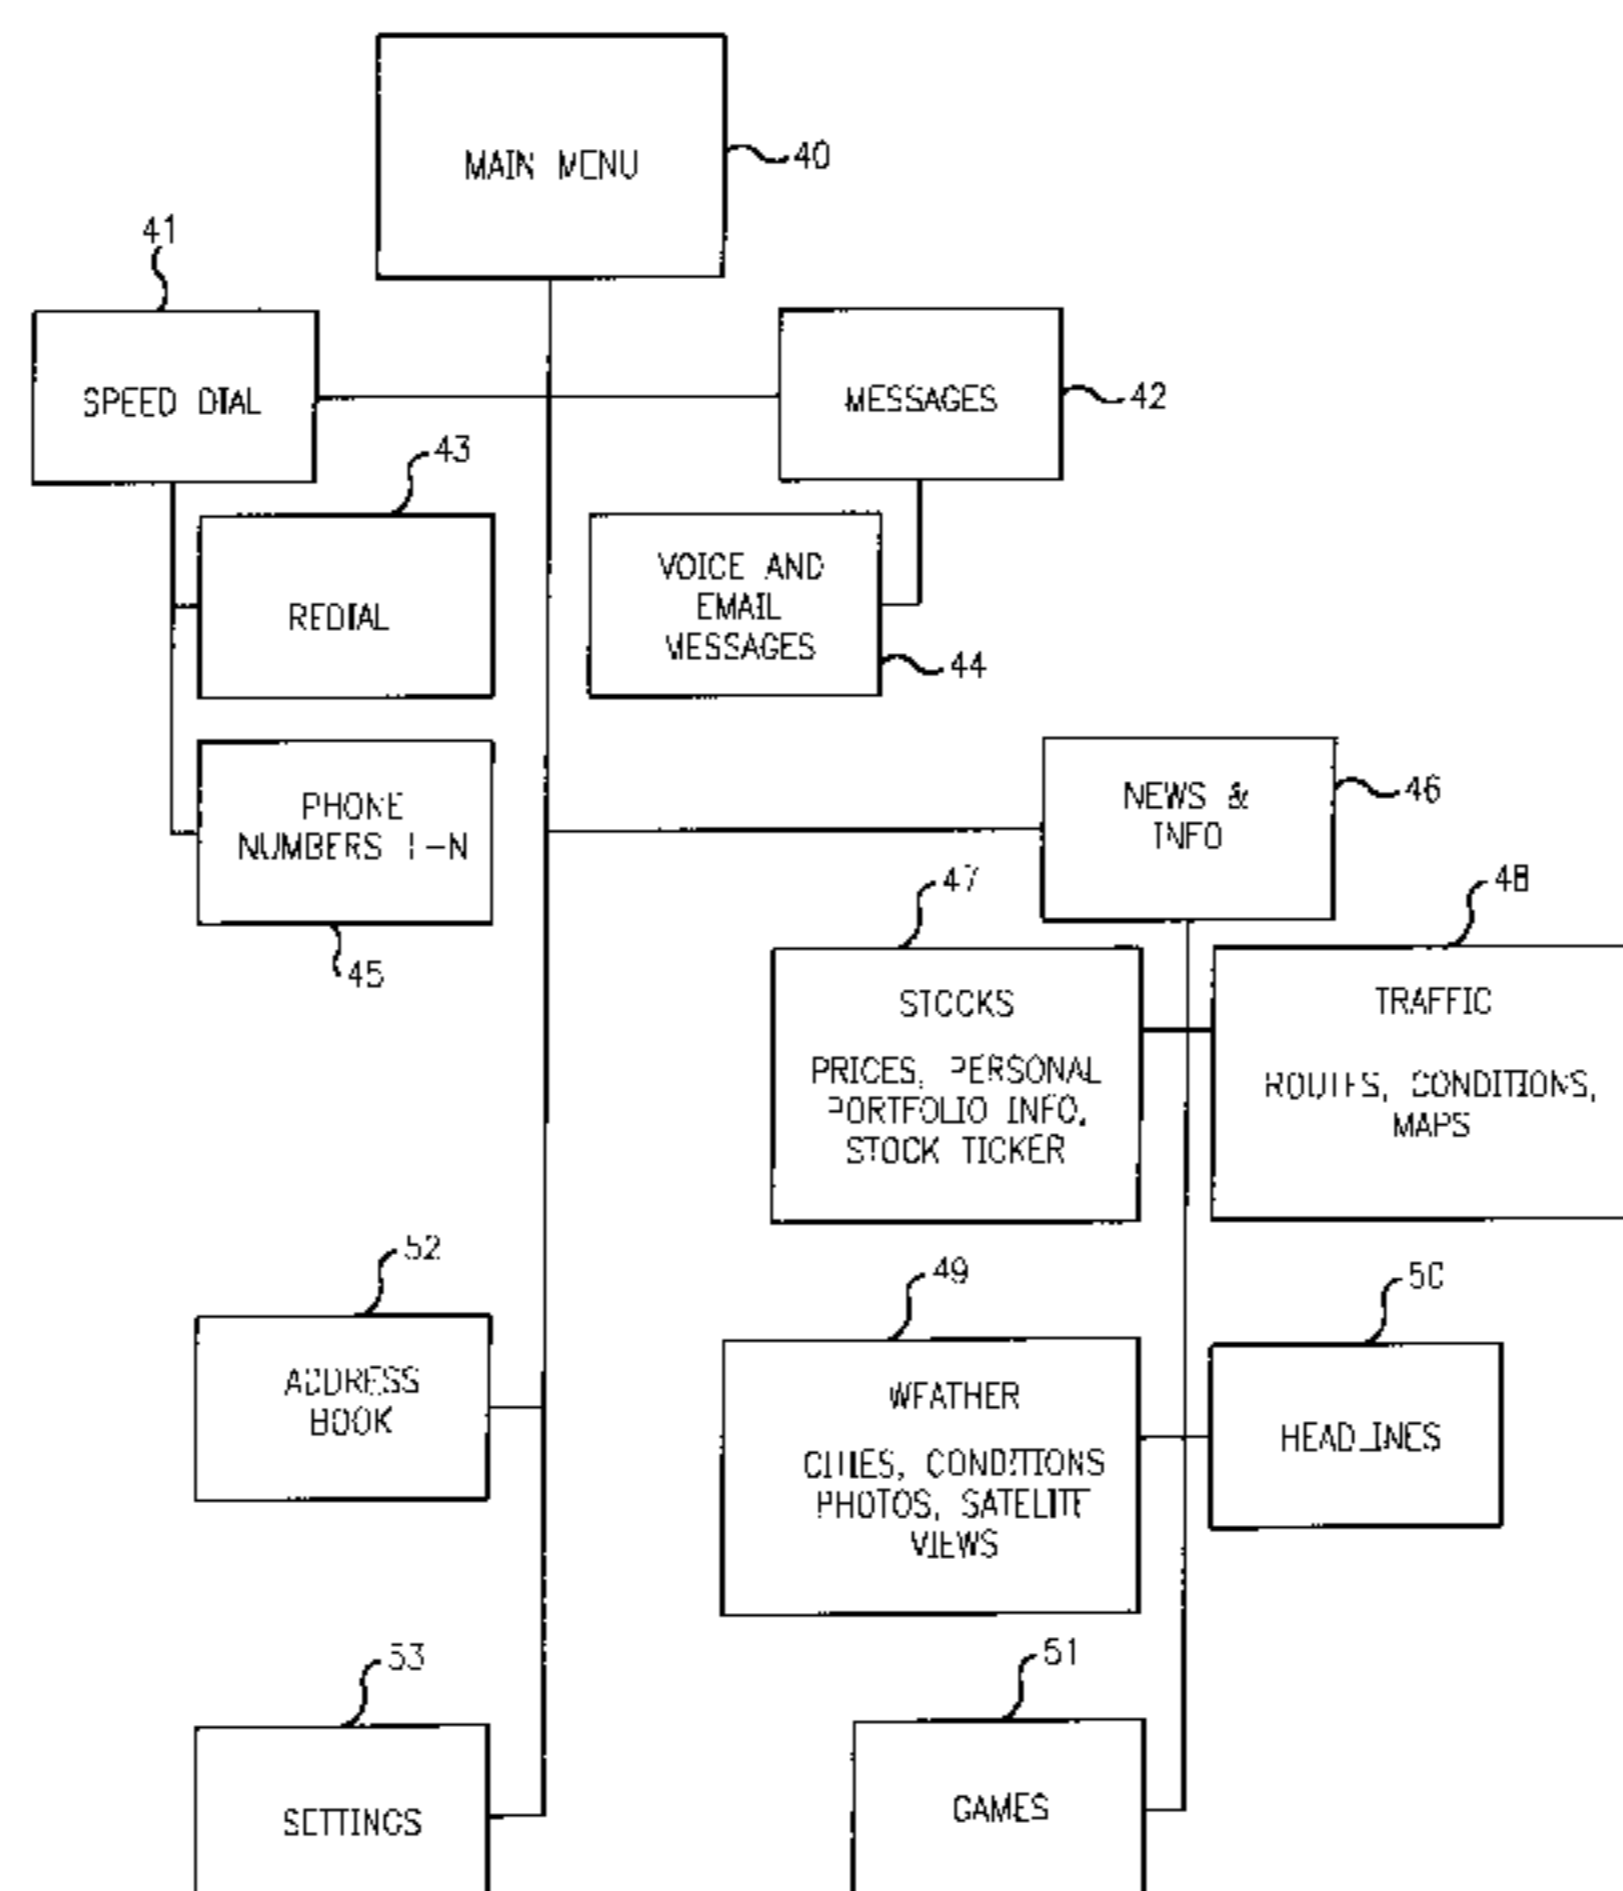 MAIN MENU
40
41
SPEED DIAL
MESSAGES
42
43
REDIAL
VOICE AND
EMAIL
MESSAGES
44
PHONE
NUMBERS 1-N
45
NEWS &
INFO
46
47
STOCKS
PRICES, PERSONAL
PORTFOLIO INFO,
STOCK TICKER
48
TRAFFIC
ROUTES, CONDITIONS,
MAPS
52
ADDRESS
BOOK
49
WEATHER
CITIES, CONDITIONS
PHOTOS, SATELITE
VIEWS
50
HEADLINES
53
SETTINGS
51
GAMES